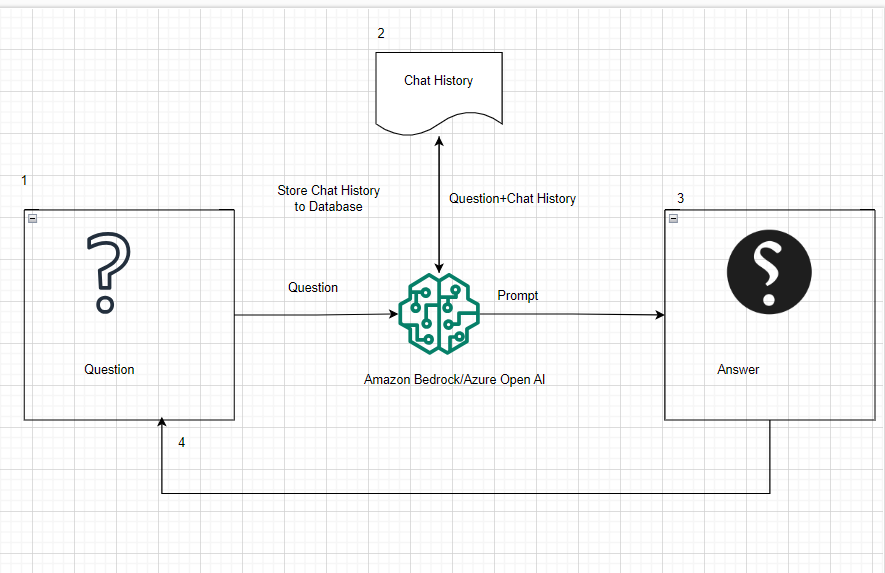 2
Chat History
1
Store Chat History
to Database
Question+Chat History
3
Question
Prompt
Question
Amazon Bedrock/Azure Open AI
Answer
4